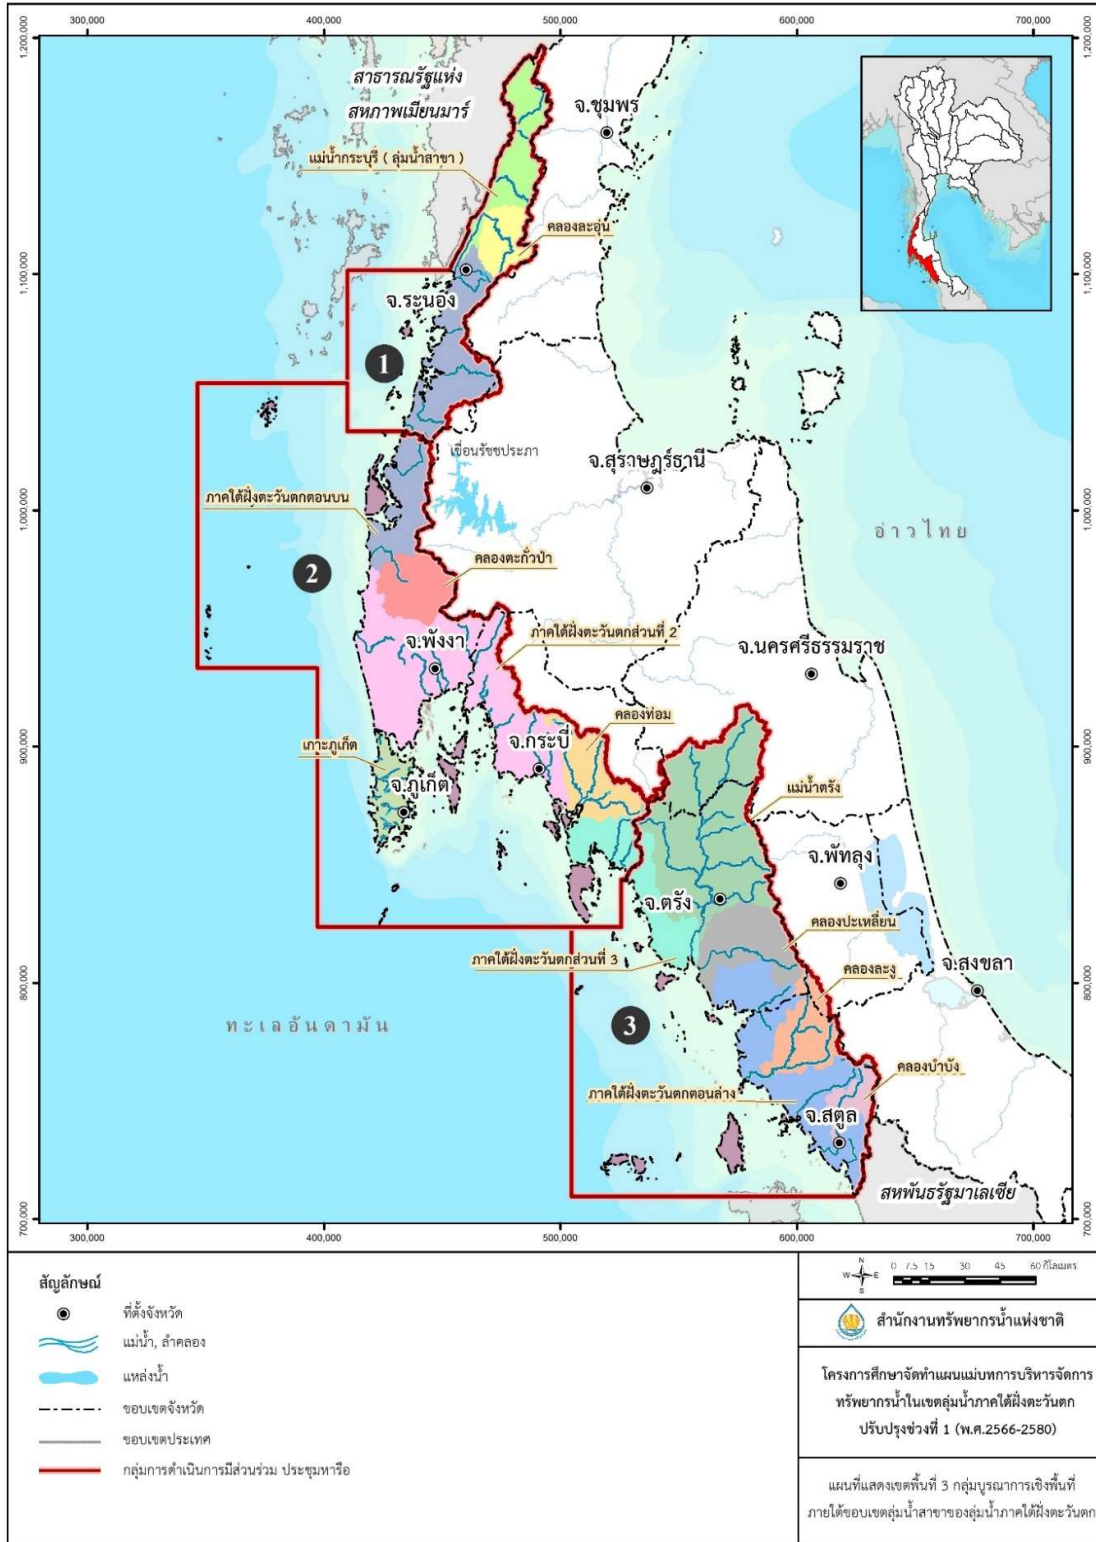 300,000 400,000 500,000 600,000 700,000
1,200,000
1,200,000
สาธารณรัฐแห่ง
สหภาพเมียนมาร์
จ.ชุมพร
แม่น้ำกระบุรี ( ลุ่มน้ำสาขา )
คลองละอุ่น
1,100,000
1,100,000
จ.ระนอง
1
เขื่อนรัชชประภา
จ.สุราษฎร์ธานี
ภาคใต้ฝั่งตะวันตกตอนบน
1,000,000
1,000,000
อ่าวไทย
คลองตะกั่วป่า
2
ภาคใต้ฝั่งตะวันตกส่วนที่ 2
จ.พังงา
จ.นครศรีธรรมราช
คลองท่อม
900,000
900,000
เกาะภูเก็ต
จ.กระบี่
จ.ภูเก็ต
แม่น้ำตรัง
จ.พัทลุง
จ.ตรัง
คลองปะเหลี่ยน
ภาคใต้ฝั่งตะวันตกส่วนที่ 3
จ.สงขลา
คลองละงู
800,000
800,000
ทะเลอันดามัน
3
คลองบำบัง
ภาคใต้ฝั่งตะวันตกตอนล่าง
จ.สตูล
สหพันธรัฐมาเลเซีย
700,000
700,000
300,000 400,000 500,000 600,000 700,000
สัญลักษณ์
ที่ตั้งจังหวัด
แม่น้ำ, ลำคลอง
แหล่งน้ำ
ขอบเขตจังหวัด
ขอบเขตประเทศ
กลุ่มการดำเนินการมีส่วนร่วม ประชุมหารือ
N
W E
S
0 7.5 15 30 45 60 กิโลเมตร
สำนักงานทรัพยากรน้ำแห่งชาติ
โครงการศึกษาจัดทำแผนแม่บทการบริหารจัดการ
ทรัพยากรน้ำในเขตลุ่มน้ำภาคใต้ฝั่งตะวันตก
ปรับปรุงช่วงที่ 1 (พ.ศ.2566-2580)
แผนที่แสดงเขตพื้นที่ 3 กลุ่มบูรณาการเชิงพื้นที่
ภายใต้ขอบเขตลุ่มน้ำสาขาของลุ่มน้ำภาคใต้ฝั่งตะวันตก